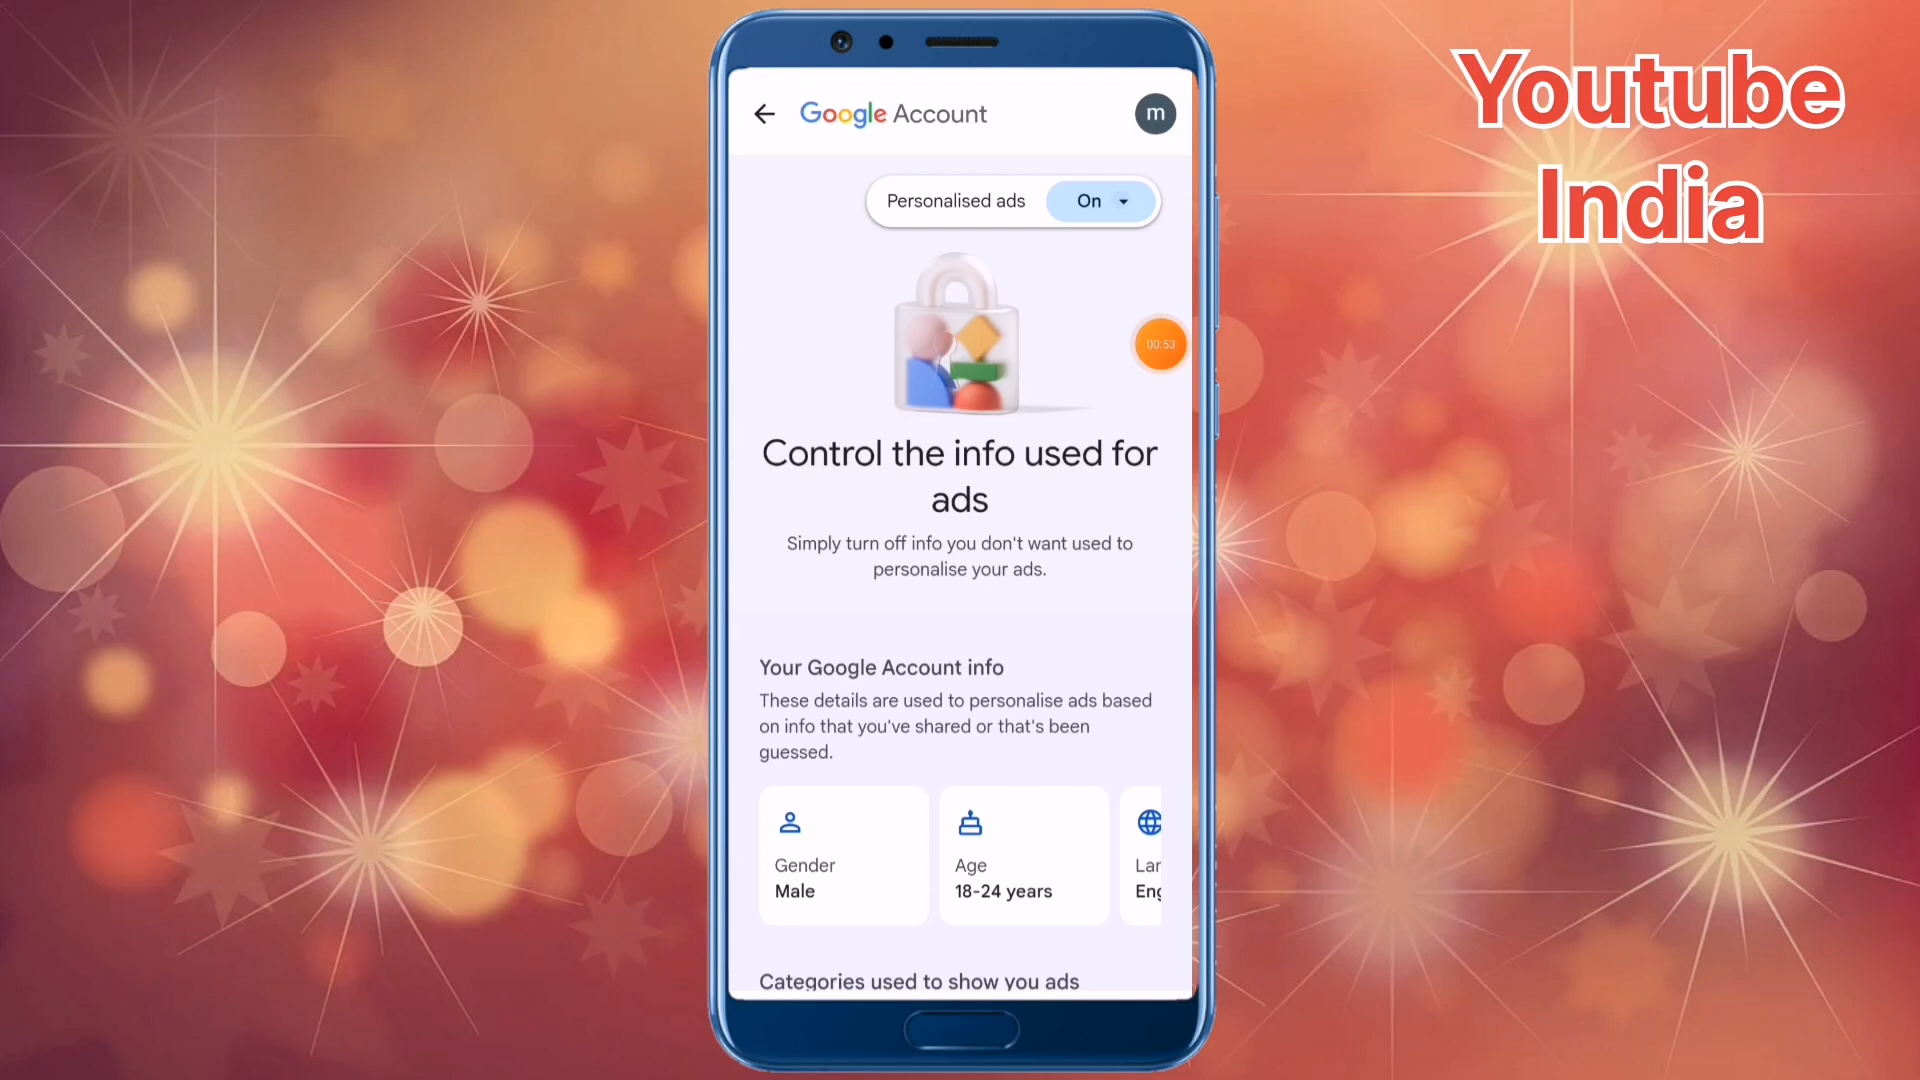 Youtube
India
Google Account
m
Personalised ads
On
00:53
Control the info used for
ads
Simply turn off info you don't want used to
personalise your ads.
Your Google Account info
These details are used to personalise ads based
on info that you've shared or that's been
guessed.
Gender
Male
Age
18-24 years
Lar
Eng
Categories used to show you ads